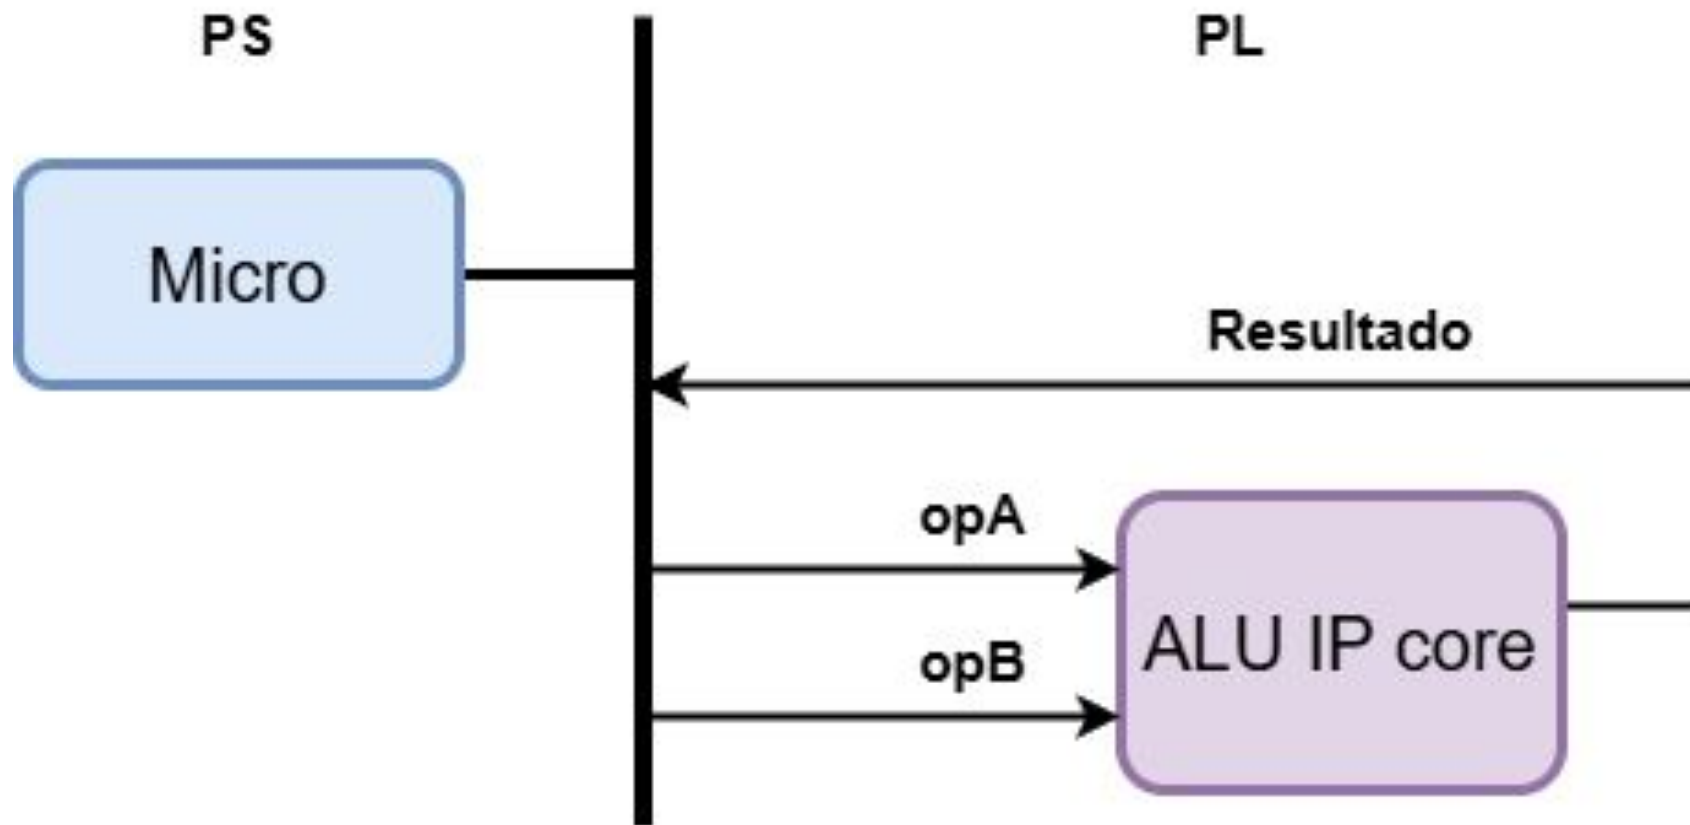 PS
PL
Micro
Resultado
opA
opB
ALU IP core